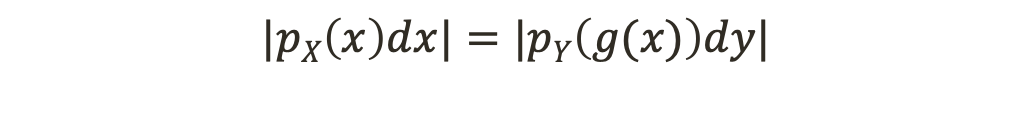 |p_X(x)dx| = |p_Y(g(x))dy|